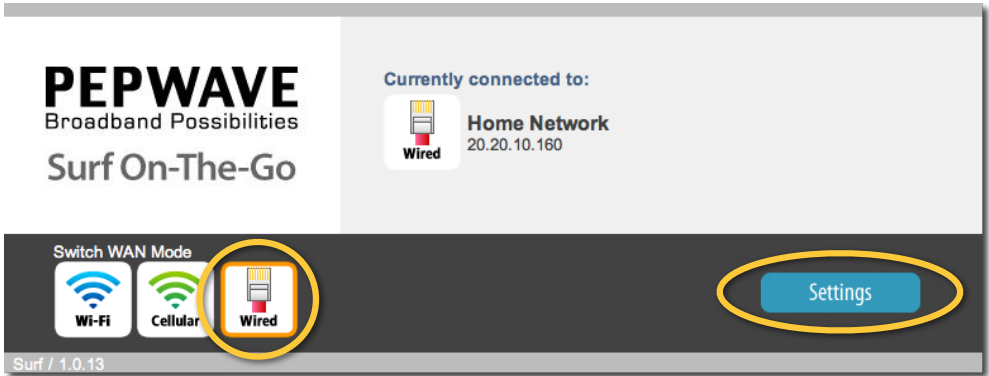 PEPWAVE
Broadband Possibilities
Surf On-The-Go
Currently connected to:
Wired
Home Network
20.20.10.160
Switch WAN Mode
Wi-Fi
Cellular
Wired
Settings
Surf / 1.0.13